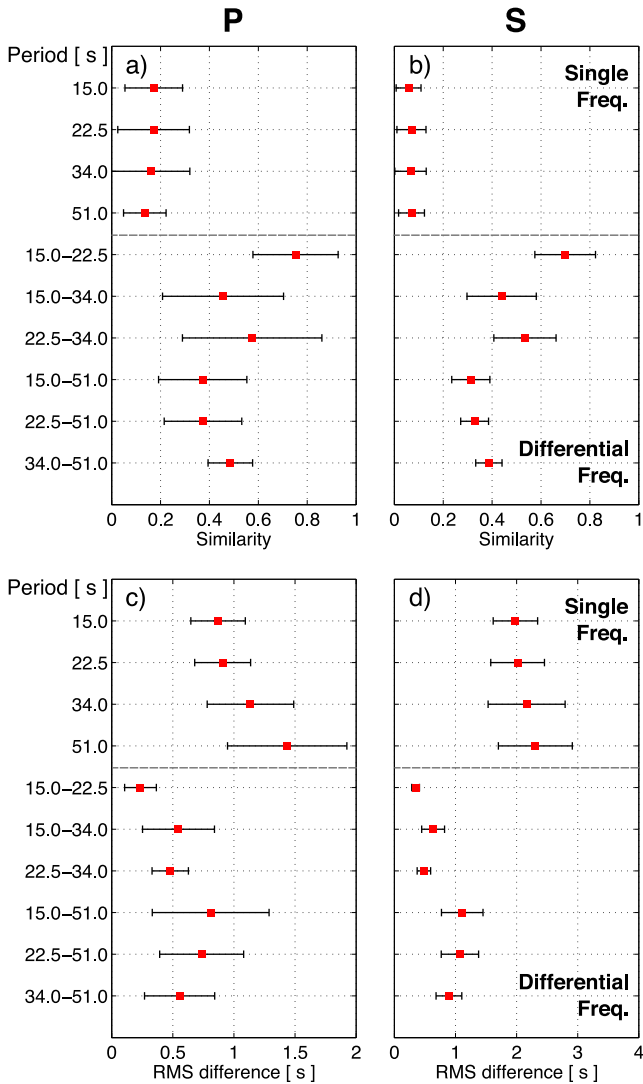 P
S
Period [ s ]
a)
b)
Single
Freq.
15.0
22.5
34.0
51.0
15.0–22.5
15.0–34.0
22.5–34.0
15.0–51.0
22.5–51.0
34.0–51.0
Differential
Freq.
0 0.2 0.4 0.6 0.8 1
0 0.2 0.4 0.6 0.8 1
Similarity
Similarity
Period [ s ]
c)
d)
Single
Freq.
15.0
22.5
34.0
51.0
15.0–22.5
15.0–34.0
22.5–34.0
15.0–51.0
22.5–51.0
34.0–51.0
Differential
Freq.
0 0.5 1 1.5 2
0 1 2 3 4
RMS difference [ s ]
RMS difference [ s ]